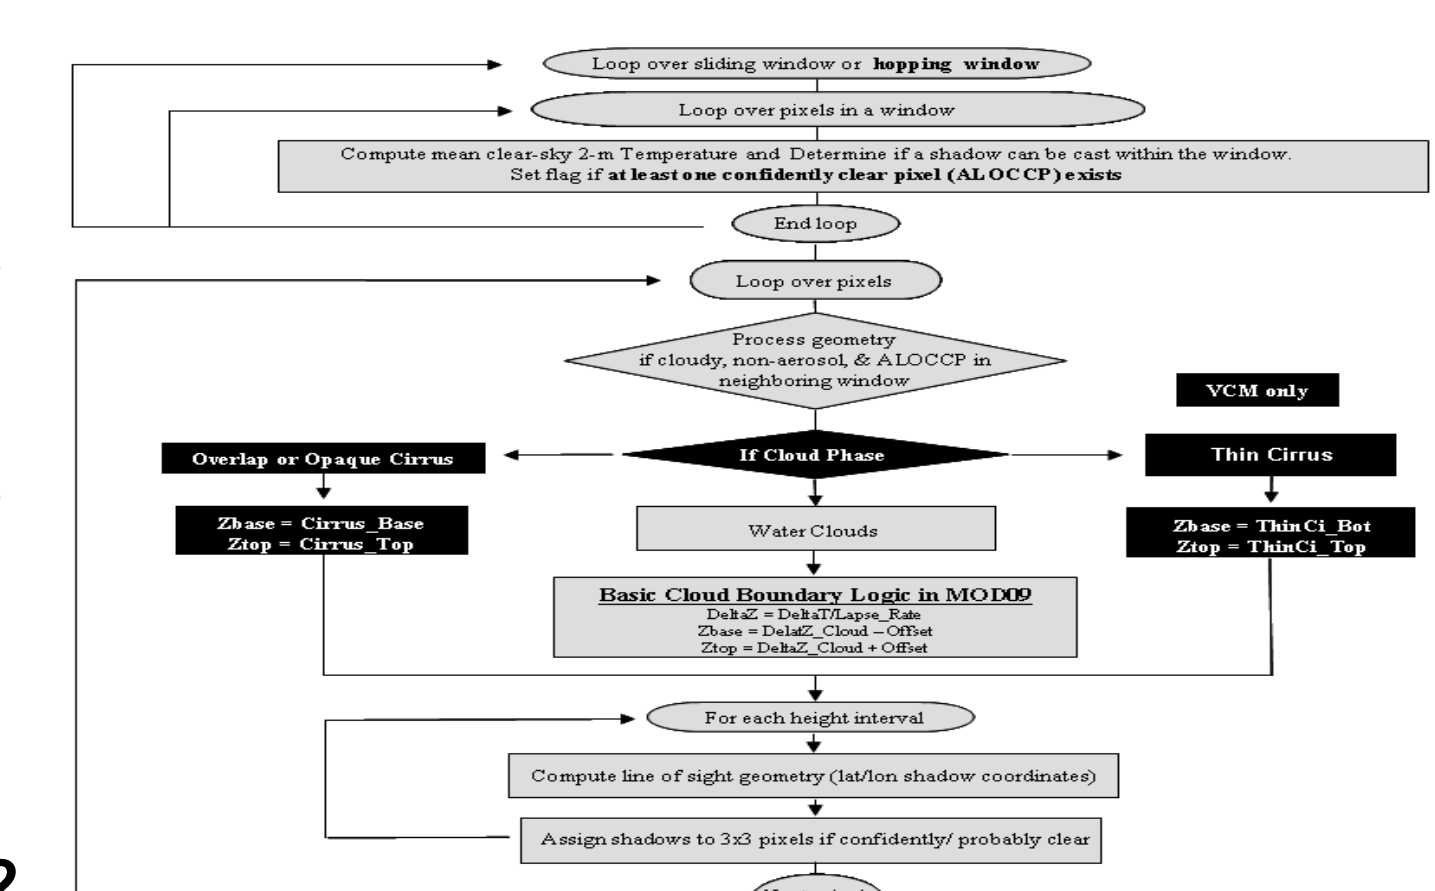 Loop over sliding window or hopping window
Loop over pixels in a window
Compute mean clear-sky 2-m Temperature and Determine if a shadow can be cast within the window.
Set flag if at least one confidently clear pixel (ALOCCP) exists
End loop
Loop over pixels
Process geometry
if cloudy, non-aerosol, & ALOCCP in
neighboring window
VCM only
Overlap or Opaque Cirrus
If Cloud Phase
Thin Cirrus
Zbase = Cirrus_Base
Ztop = Cirrus_Top
Water Clouds
Zbase = ThinCi_Bot
Ztop = ThinCi_Top
Basic Cloud Boundary Logic in MOD09
DeltaZ = DeltaT/Lapse_Rate
Zbase = DelatZ_Cloud – Offset
Ztop = DeltaZ_Cloud + Offset
For each height interval
Compute line of sight geometry (lat/lon shadow coordinates)
Assign shadows to 3x3 pixels if confidently/ probably clear